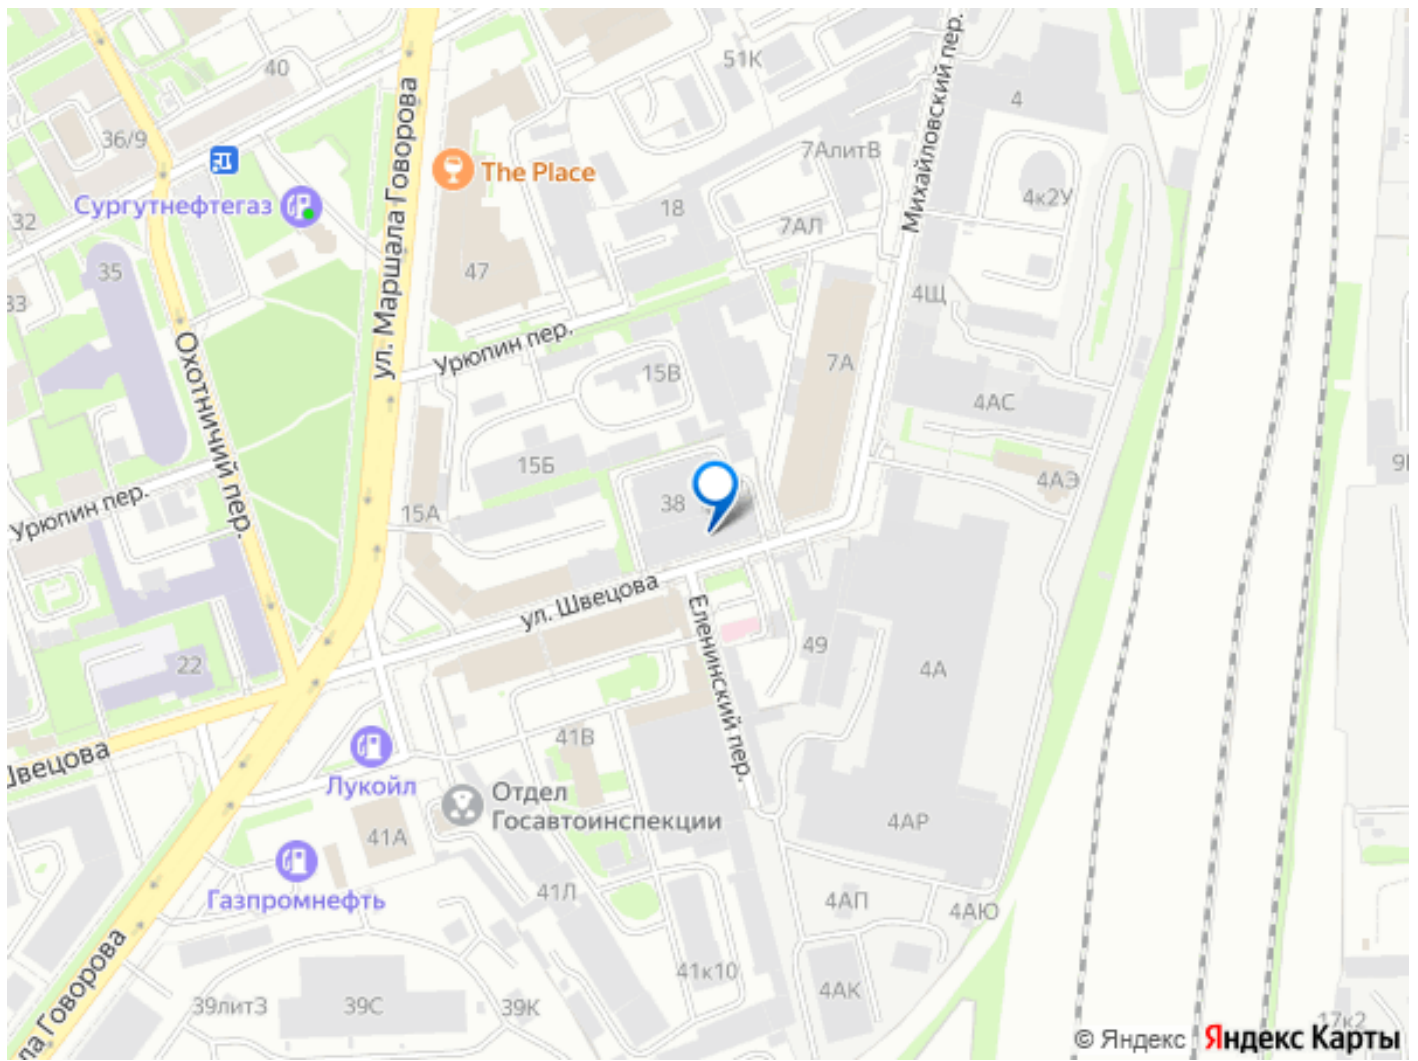 40
51К
Михайловский пер.
4
36/9
ул. Маршала Говорова
The Place
7АлитВ
4к2У
Сургутнефтегаз
32
18
7АЛ
35
47
4Щ
33
Охотничий пер.
Урюпин пер.
15В
7А
4АС
15Б
4АЭ
Урюпин пер.
15А
38
ул. Швецова
Еленинский пер.
49
22
4А
Швецова
41В
Лукойл
Отдел
Госавтоинспекции
41А
4АР
Газпромнефть
41Л
4АП
4АЮ
ла Говорова
41к10
4АК
39литЗ
39С
39К
17к2
© Яндекс Яндекс Карты